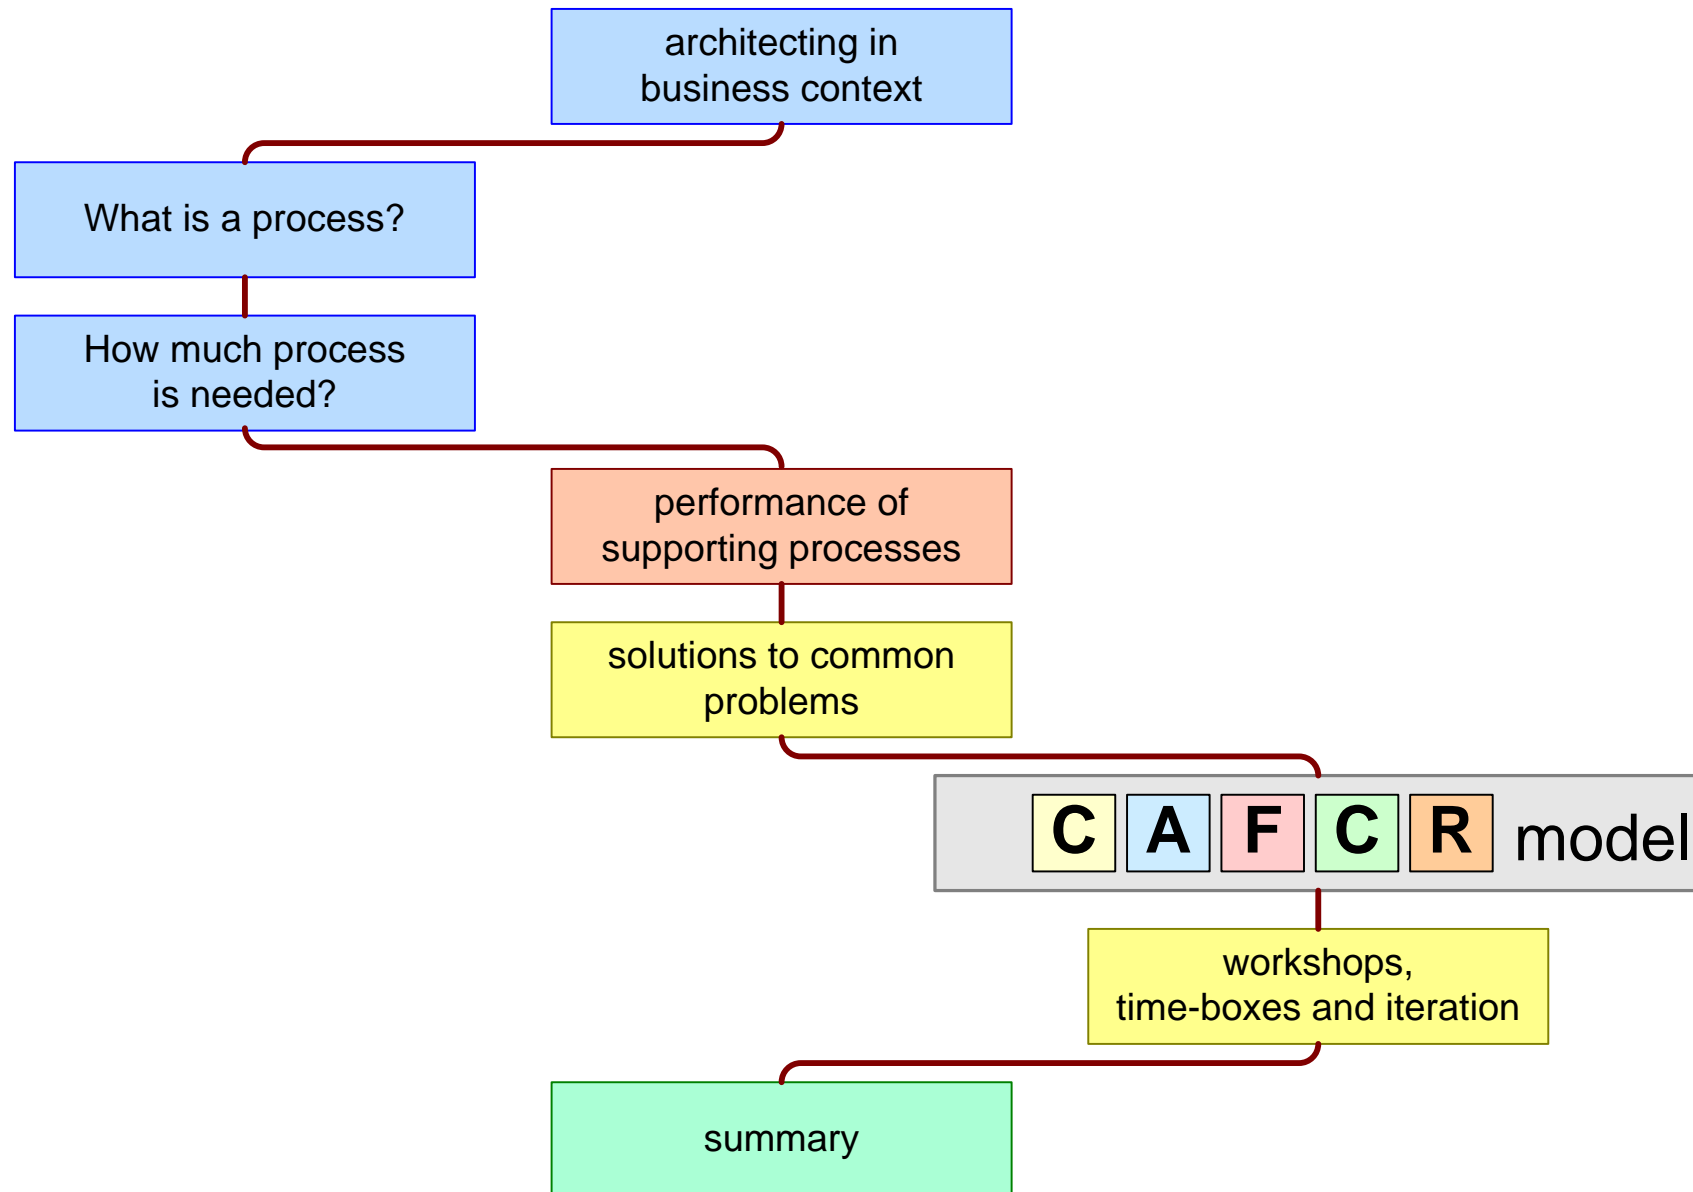 architecting in
business context
What is a process?
How much process
is needed?
performance of
supporting processes
solutions to common
problems
C A F C R model
workshops,
time-boxes and iteration
summary